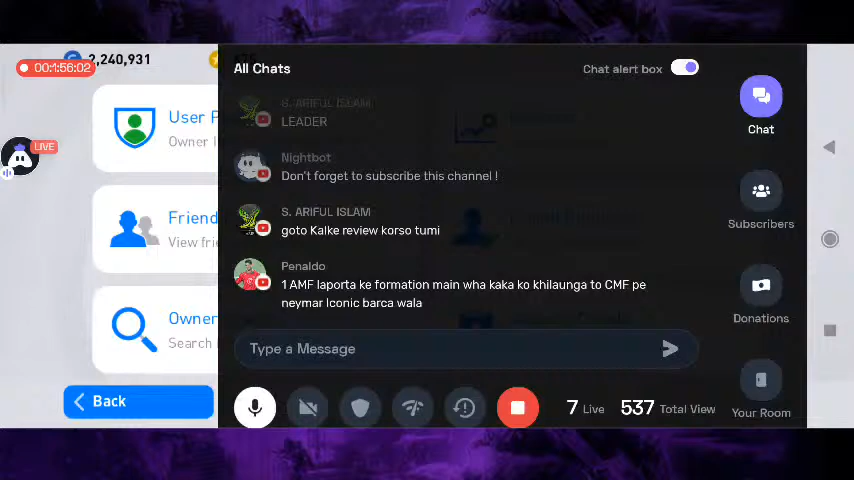 2,240,931
00:1:56:02
All Chats
Chat alert box
S. ARIFUL ISLAM
LEADER
Nightbot
Don't forget to subscribe this channel !
S. ARIFUL ISLAM
goto Kalke review korso tumi
Penaldo
1 AMF laporta ke formation main wha kaka ko khilaunga to CMF pe
neymar Iconic barca wala
Type a Message
7 Live
537 Total View
Chat
Subscribers
Donations
Your Room
LIVE
User P
Owner I
Friend
View frie
Owner
Search
Back